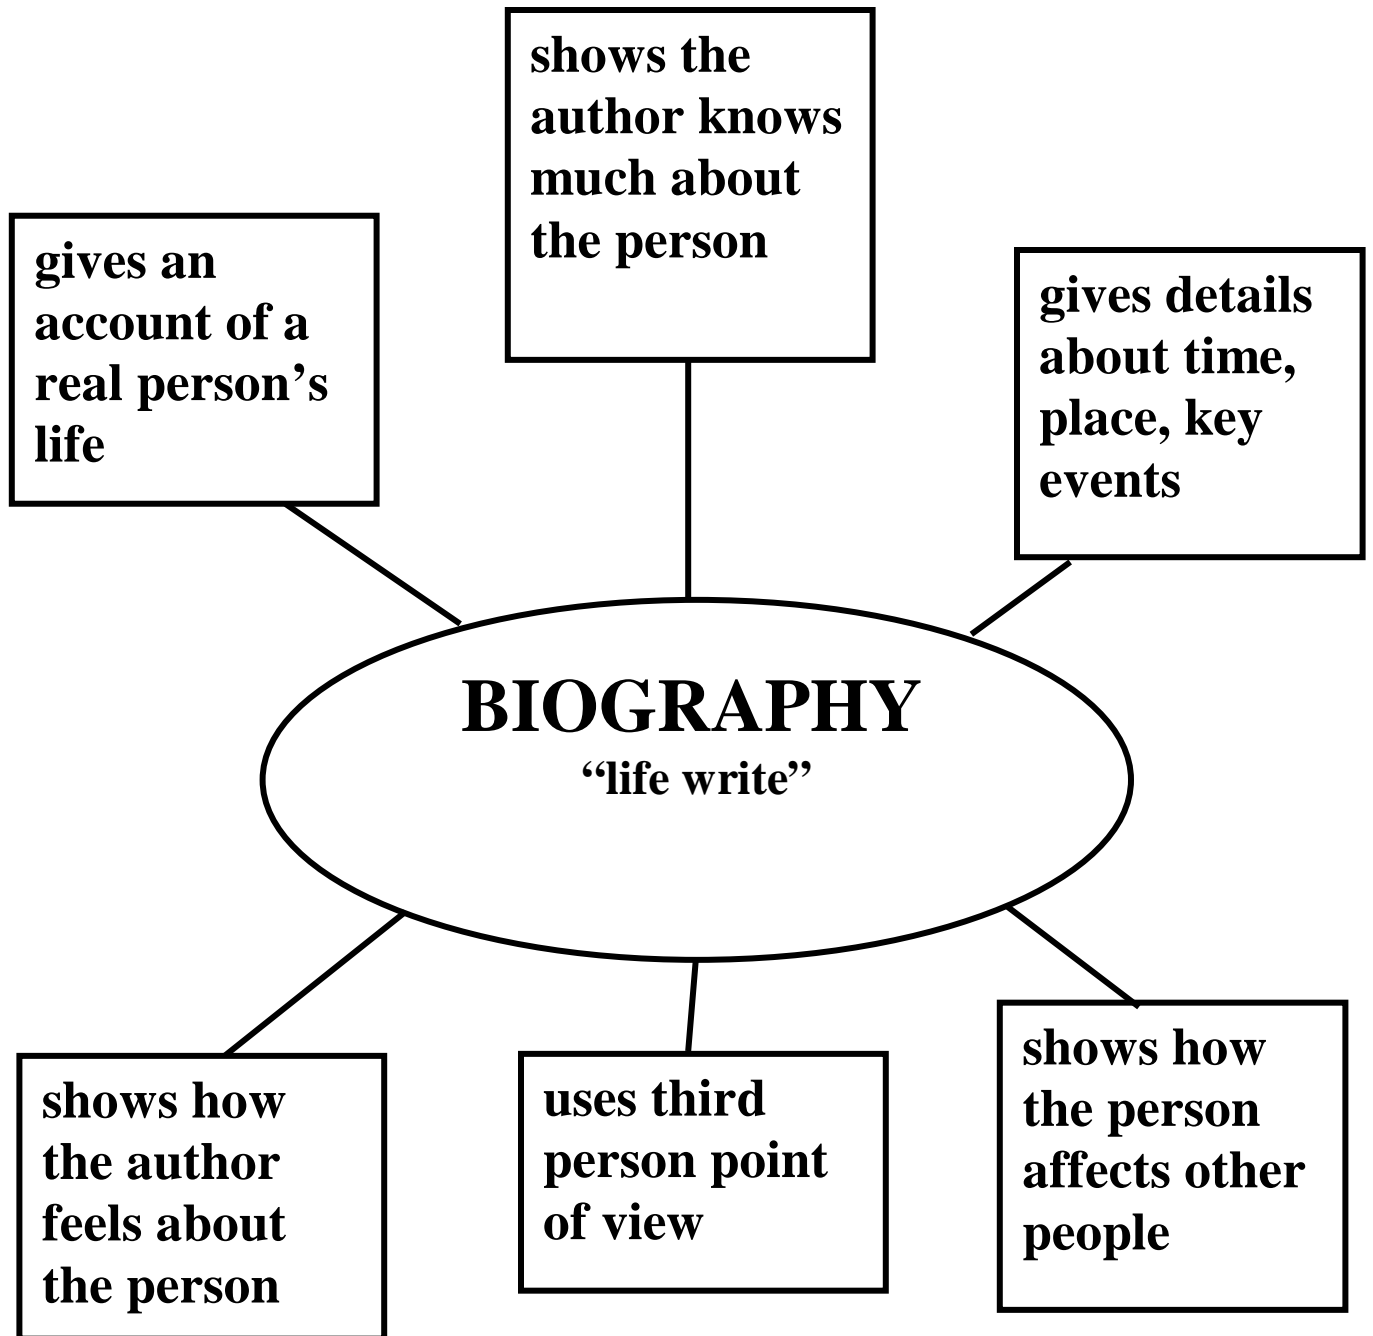 shows the
author knows
much about
the person
gives an
account of a
real person’s
life
gives details
about time,
place, key
events
BIOGRAPHY
“life write”
shows how
the author
feels about
the person
uses third
person point
of view
shows how
the person
affects other
people